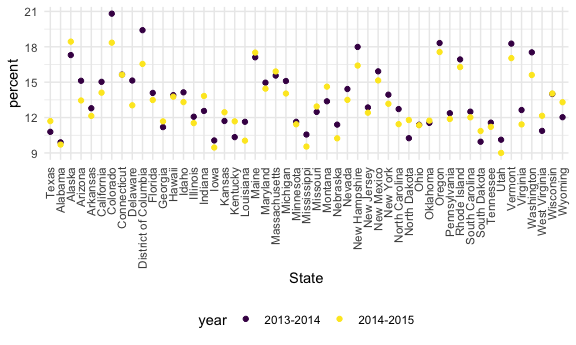 21
18
15
12
9
percent
Texas
Alabama
Alaska
Arizona
Arkansas
California
Colorado
Connecticut
Delaware
District of Columbia
Florida
Georgia
Hawaii
Idaho
Illinois
Indiana
Iowa
Kansas
Kentucky
Louisiana
Maine
Maryland
Massachusetts
Michigan
Minnesota
Mississippi
Missouri
Montana
Nebraska
Nevada
New Hampshire
New Jersey
New Mexico
New York
North Carolina
North Dakota
Ohio
Oklahoma
Oregon
Pennsylvania
Rhode Island
South Carolina
South Dakota
Tennessee
Utah
Vermont
Virginia
Washington
West Virginia
Wisconsin
Wyoming
State
year 2013-2014 2014-2015